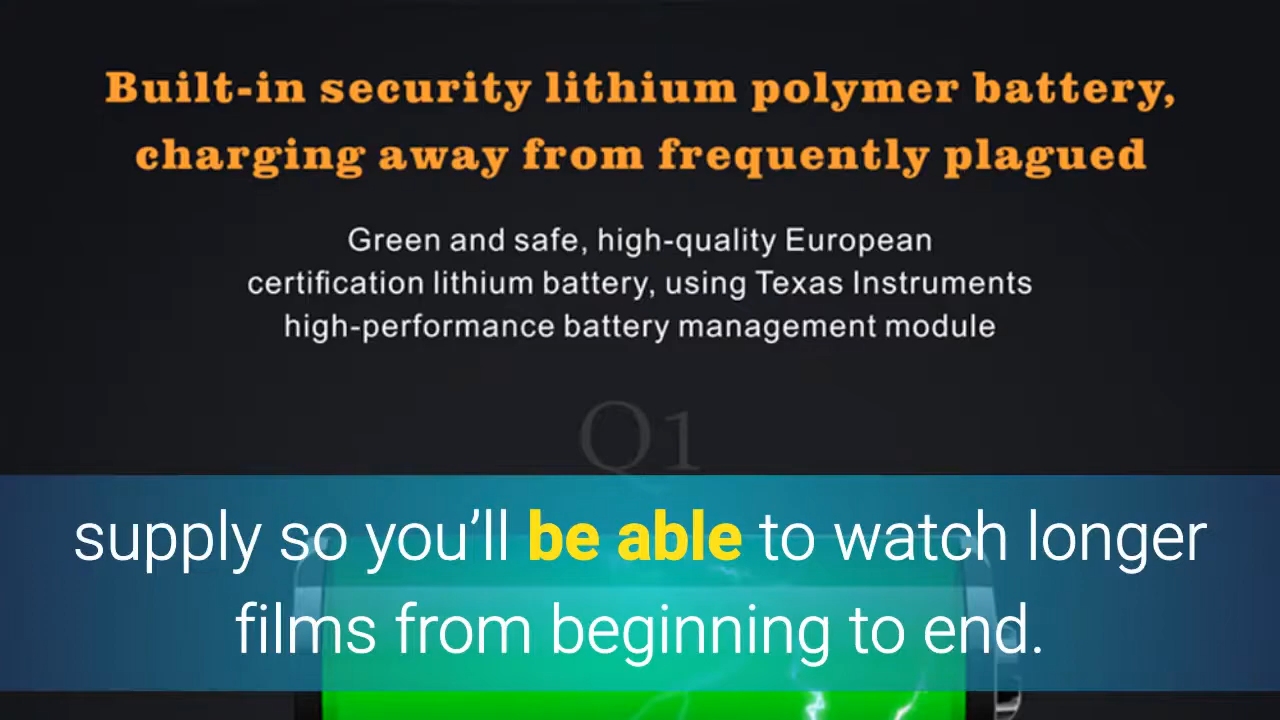 Built-in security lithium polymer battery,
charging away from frequently plagued
Green and safe, high-quality European
certification lithium battery, using Texas Instruments
high-performance battery management module
Q1
supply so you’ll be able to watch longer
films from beginning to end.